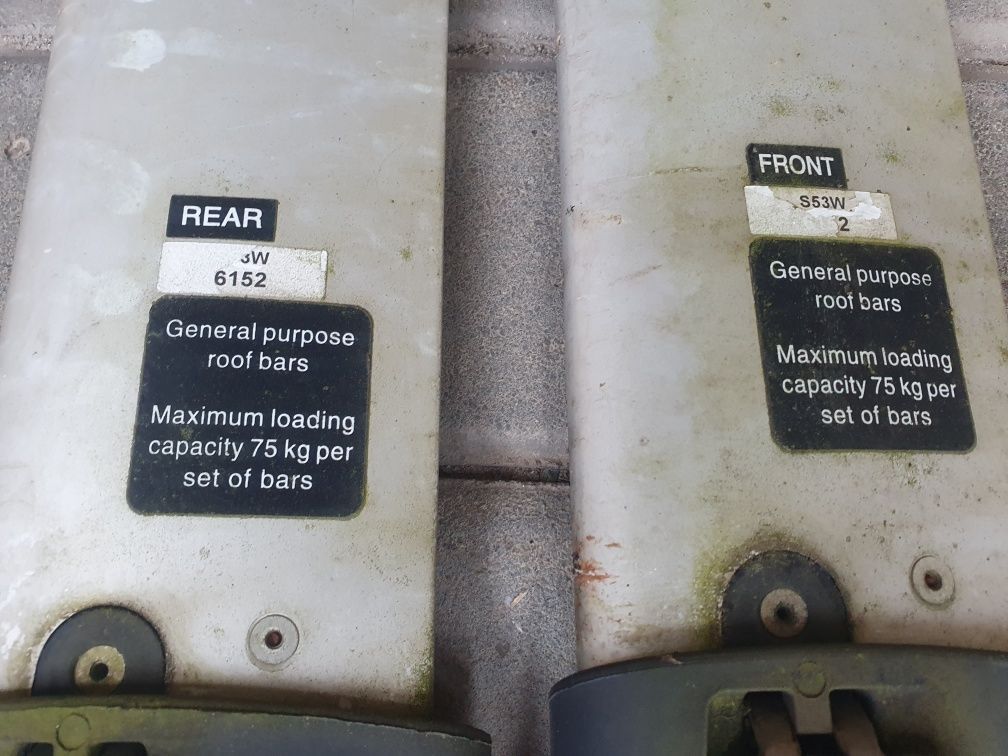 REAR
3W
6152
General purpose
roof bars
Maximum loading
capacity 75 kg per
set of bars
FRONT
S53W
2
General purpose
roof bars
Maximum loading
capacity 75 kg per
set of bars